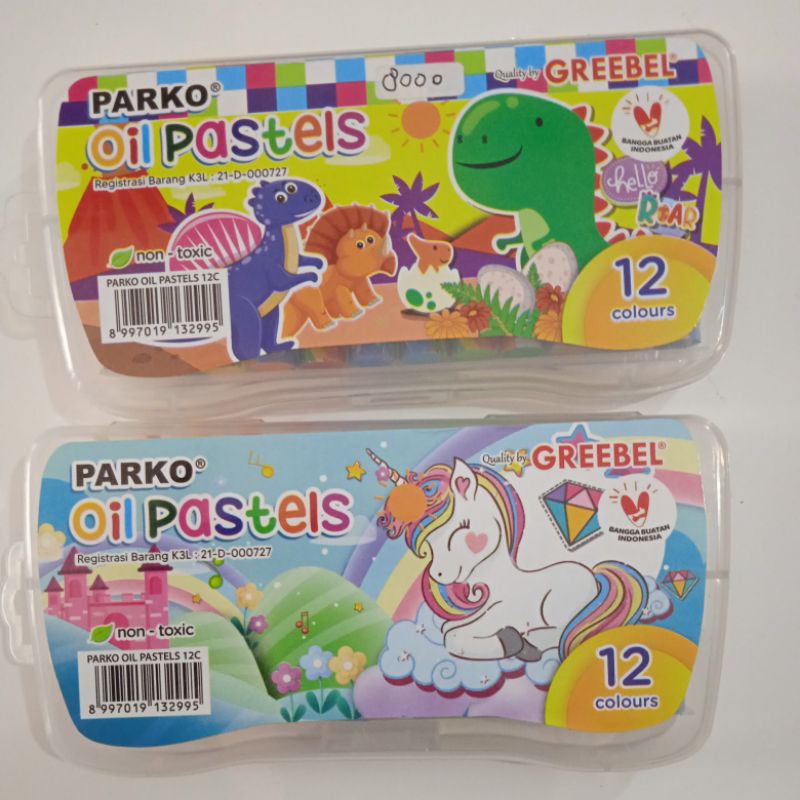 8000
PARKO®
Quality by GREEBEL®
oil Pastels
BANGGA BUATAN
INDONESIA
Registrasi Barang K3L : 21-D-000727
hello
ROAR
non - toxic
PARKO OIL PASTELS 12C
8 997019 132995
12
colours
PARKO®
Quality by GREEBEL®
oil Pastels
BANGGA BUATAN
INDONESIA
Registrasi Barang K3L : 21-D-000727
non - toxic
PARKO OIL PASTELS 12C
8 997019 132995
12
colours